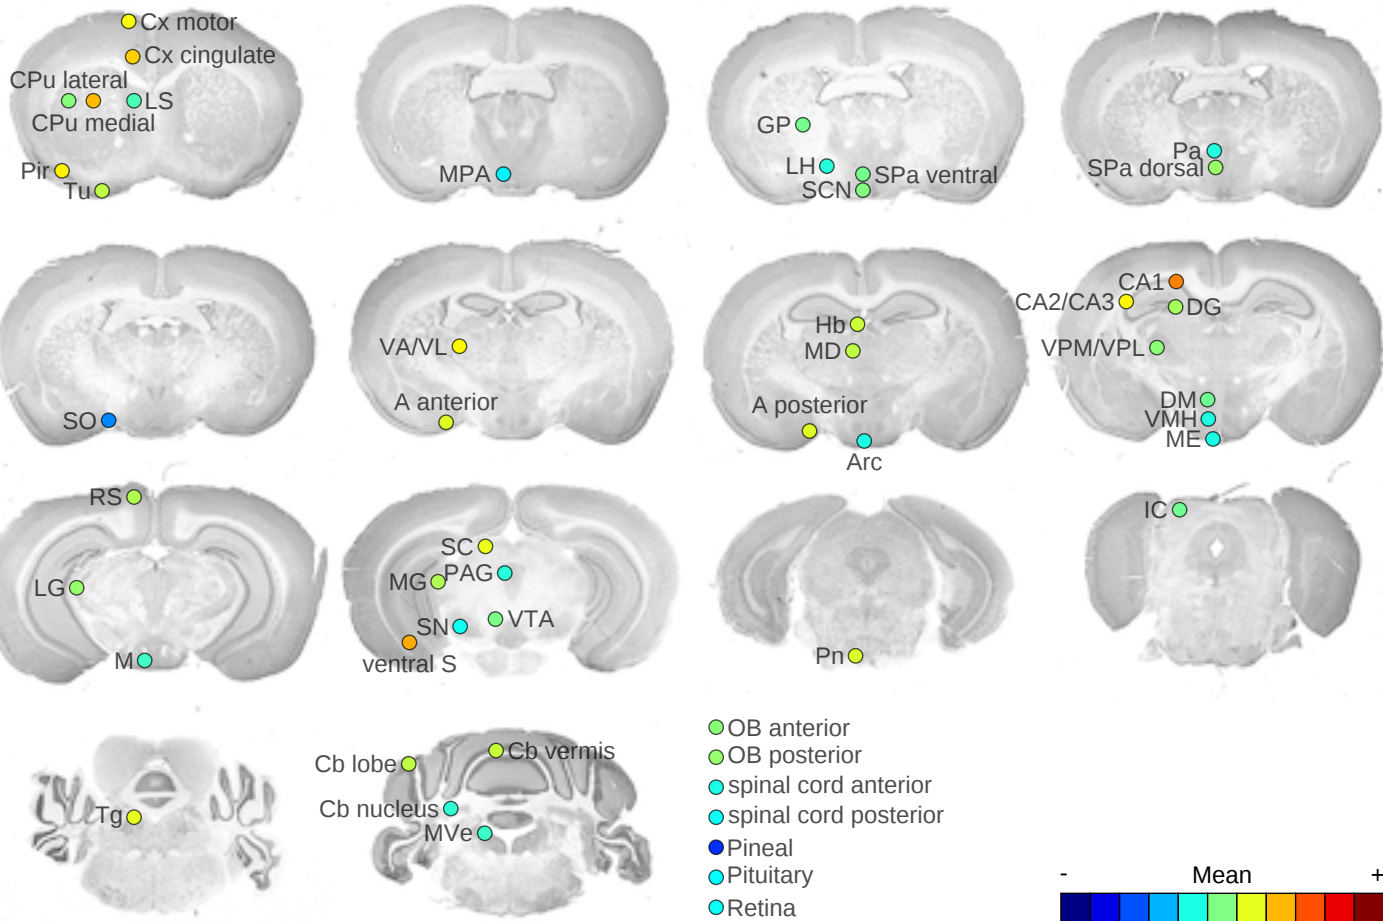 Cx motor
Cx cingulate
CPu lateral
LS
CPu medial
Pir
Tu
MPA
GP
LH
SPa ventral
SCN
Pa
SPa dorsal
SO
VA/VL
A anterior
Hb
MD
A posterior
Arc
CA1
CA2/CA3
DG
VPM/VPL
DM
VMH
ME
RS
LG
M
SC
PAG
MG
SN
VTA
ventral S
Pn
IC
Tg
Cb vermis
Cb lobe
Cb nucleus
MVe
OB anterior
OB posterior
spinal cord anterior
spinal cord posterior
Pineal
Pituitary
Retina
- Mean +